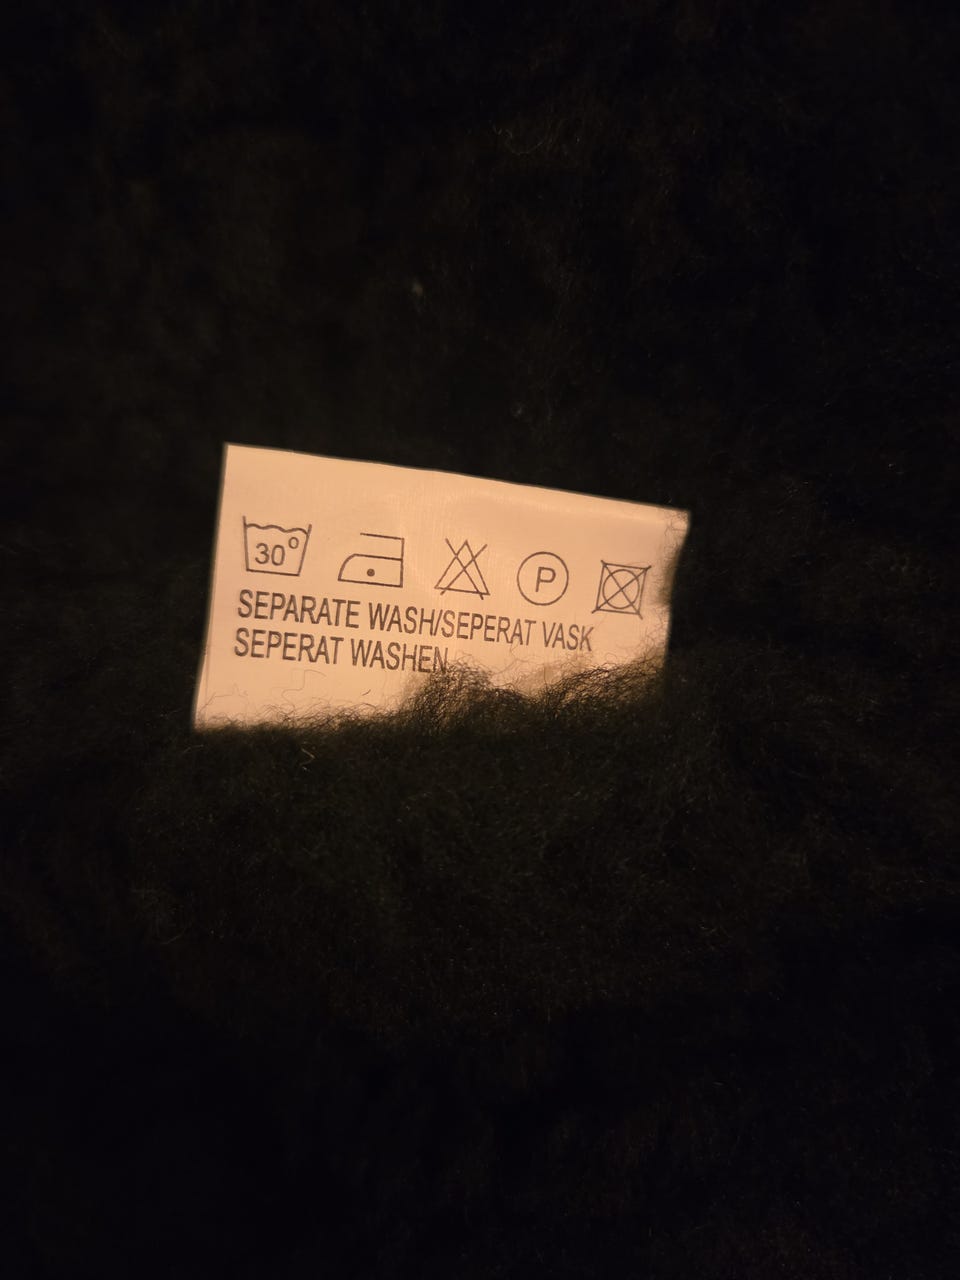 30°
P
SEPARATE WASH/SEPERAT VASK
SEPERAT WASHEN